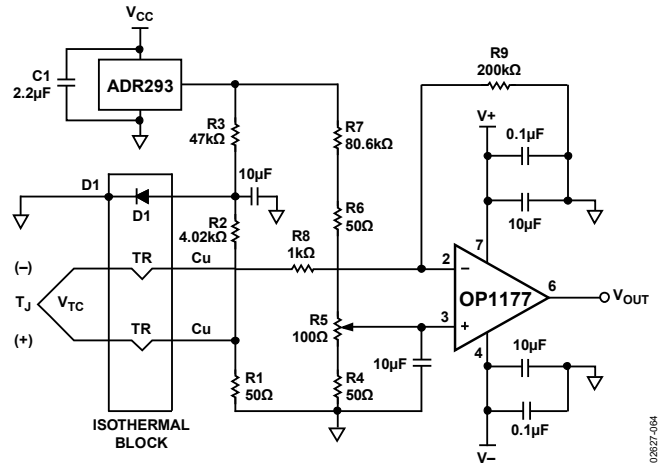 VCC
C1
2.2µF
ADR293
R3
47kΩ
R7
80.6kΩ
R9
200kΩ
V+
0.1µF
10µF
D1
D1
10µF
R2
4.02kΩ
R6
50Ω
R8
1kΩ
(–)
TR
Cu
TJ
VTC
(+)
TR
Cu
R5
100Ω
2
–
7
OP1177
6
VOUT
3
+
4
10µF
10µF
0.1µF
V–
R1
50Ω
R4
50Ω
ISOTHERMAL
BLOCK
02627-064